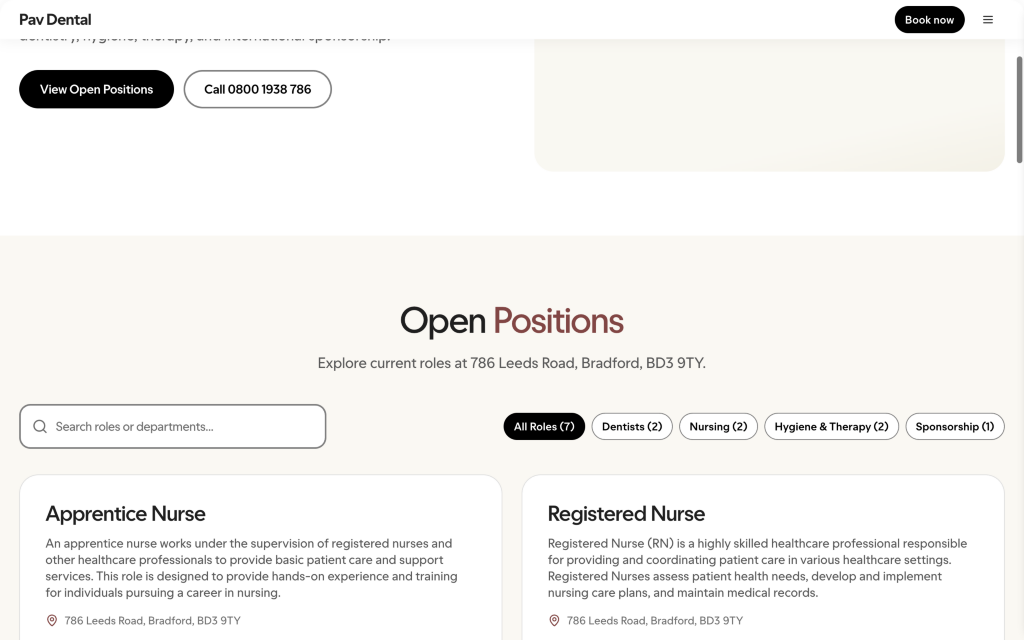 Pav Dental
Book now
dentistry, hygiene, therapy, and international sponsorship.
View Open Positions
Call 0800 1938 786
Open Positions
Explore current roles at 786 Leeds Road, Bradford, BD3 9TY.
Search roles or departments...
All Roles (7)
Dentists (2)
Nursing (2)
Hygiene & Therapy (2)
Sponsorship (1)
Apprentice Nurse
An apprentice nurse works under the supervision of registered nurses and
other healthcare professionals to provide basic patient care and support
services. This role is designed to provide hands-on experience and training
for individuals pursuing a career in nursing.
786 Leeds Road, Bradford, BD3 9TY
Registered Nurse
Registered Nurse (RN) is a highly skilled healthcare professional responsible
for providing and coordinating patient care in various healthcare settings.
Registered Nurses assess patient health needs, develop and implement
nursing care plans, and maintain medical records.
786 Leeds Road, Bradford, BD3 9TY